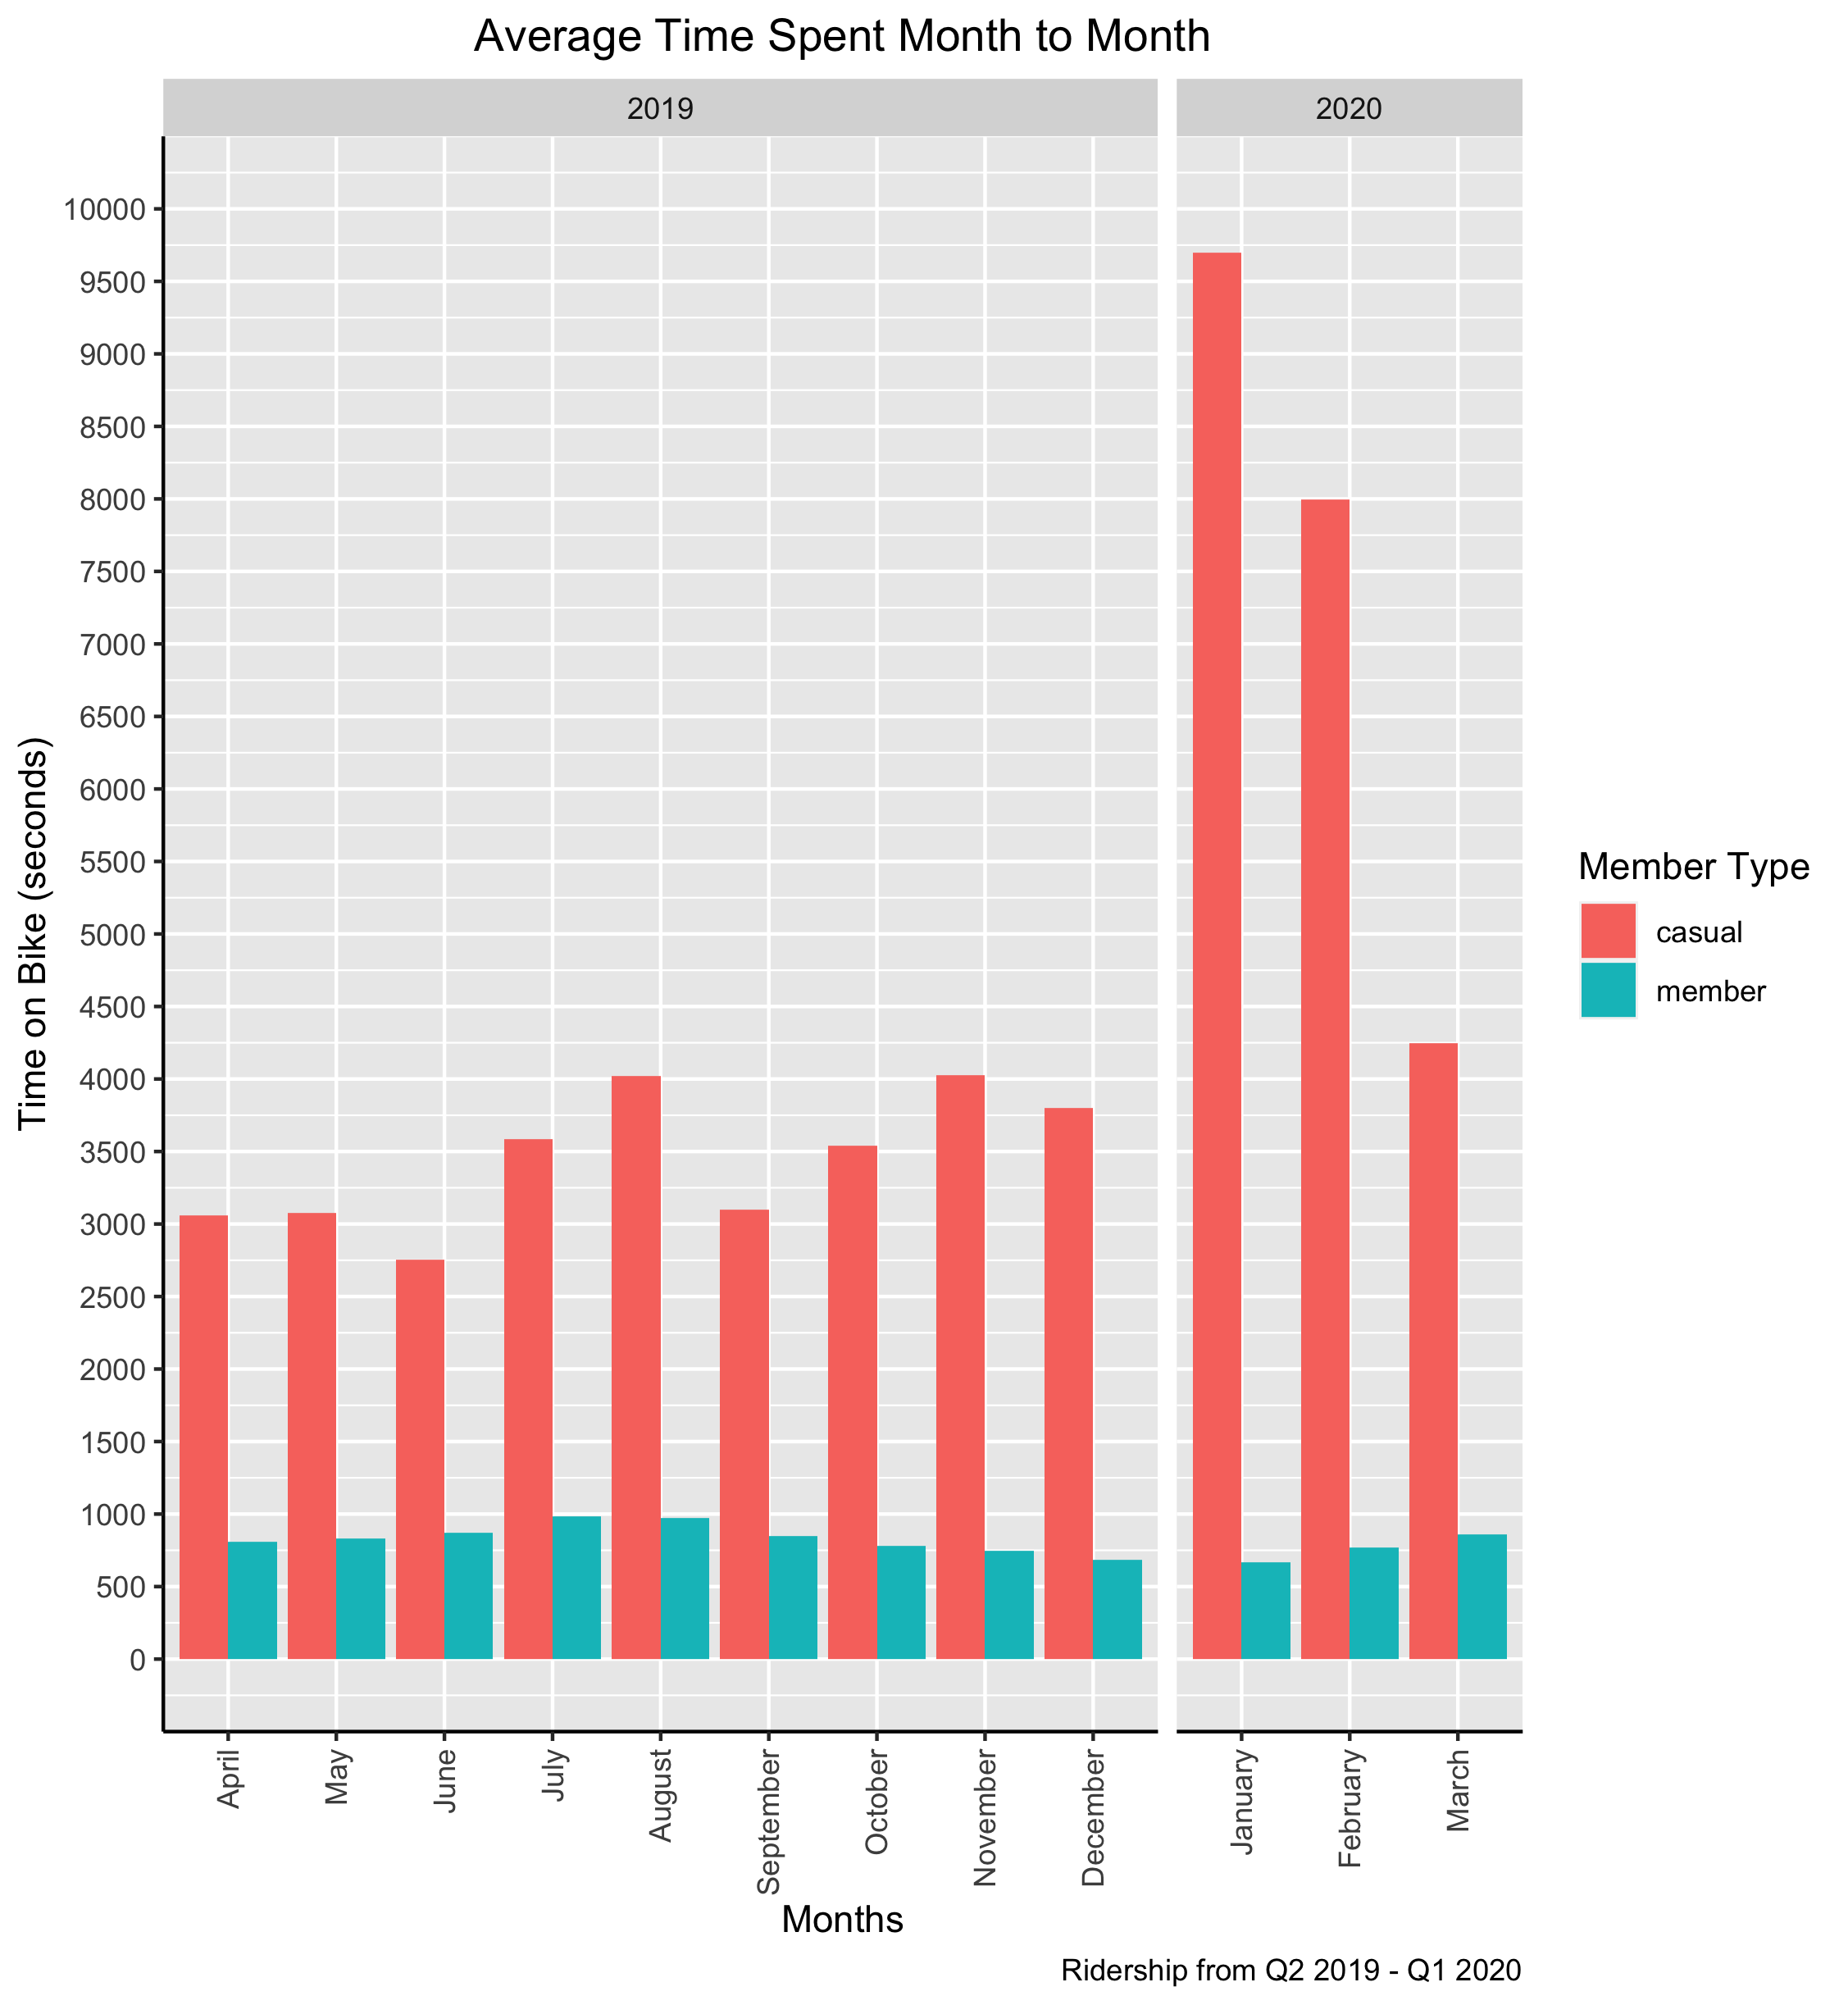 Average Time Spent Month to Month
2019
2020
10000
9500
9000
8500
8000
7500
7000
6500
6000
5500
5000
4500
4000
3500
3000
2500
2000
1500
1000
500
0
Time on Bike (seconds)
April
May
June
July
August
September
October
November
December
January
February
March
Months
Member Type
casual
member
Ridership from Q2 2019 - Q1 2020